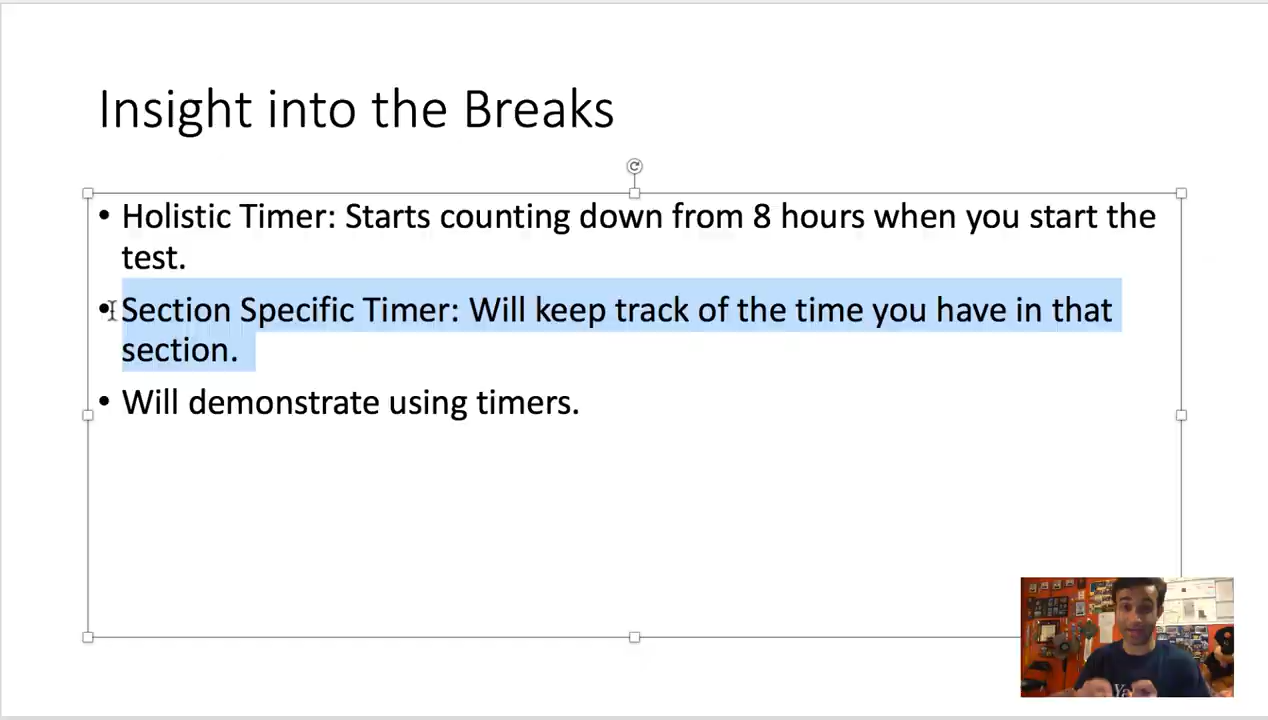 Insight into the Breaks
• Holistic Timer: Starts counting down from 8 hours when you start the
test.
• Section Specific Timer: Will keep track of the time you have in that
section.
• Will demonstrate using timers.